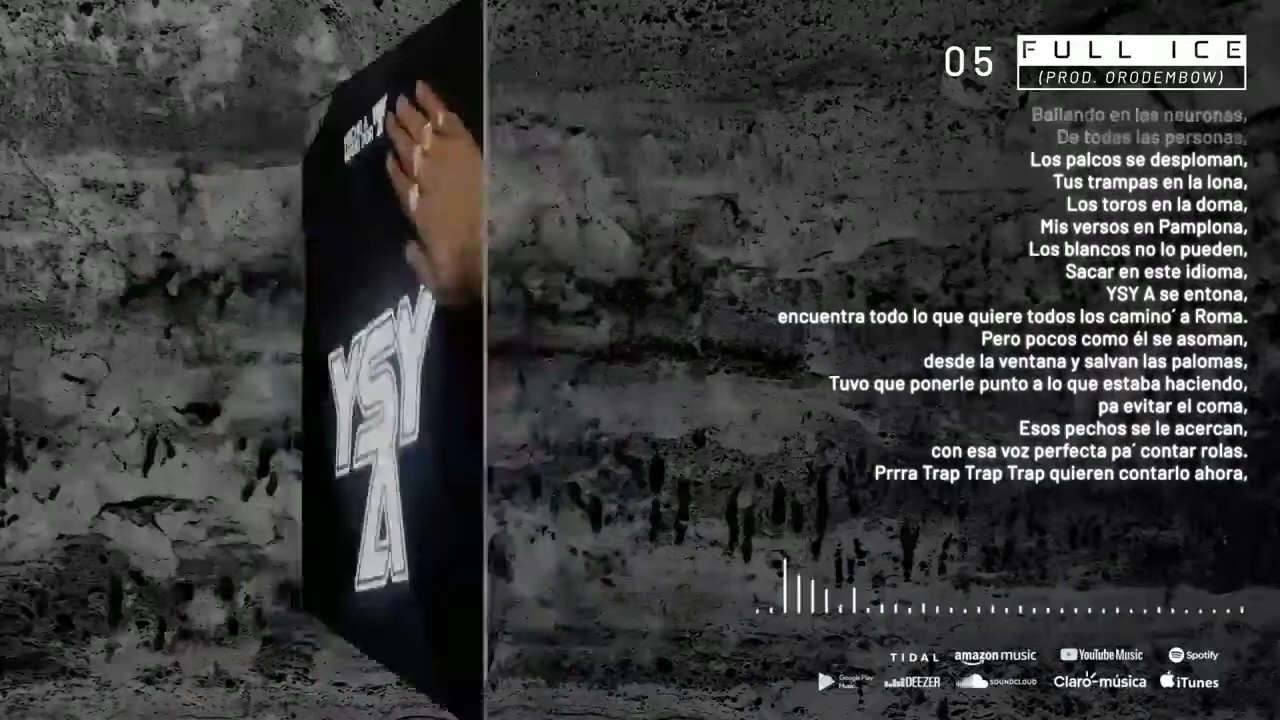 05
FULL ICE
(PROD. ORODEMBOW)
Bailando en las neuronas,
De todas las personas,
Los palcos se desploman,
Tus trampas en la lona,
Los toros en la doma,
Mis versos en Pamplona,
Los blancos no lo pueden,
Sacar en este idioma,
YSY A se entona,
encuentra todo lo que quiere todos los camino´ a Roma.
Pero pocos como él se asoman,
desde la ventana y salvan las palomas,
Tuvo que ponerle punto a lo que estaba haciendo,
pa evitar el coma,
Esos pechos se le acercan,
con esa voz perfecta pa´ contar rolas.
Prrra Trap Trap Trap quieren contarlo ahora,
YSY
A
TIDAL
amazon music
YouTube Music
Spotify
Google Play
Music
DEEZER
SOUNDCLOUD
Claro-música
iTunes